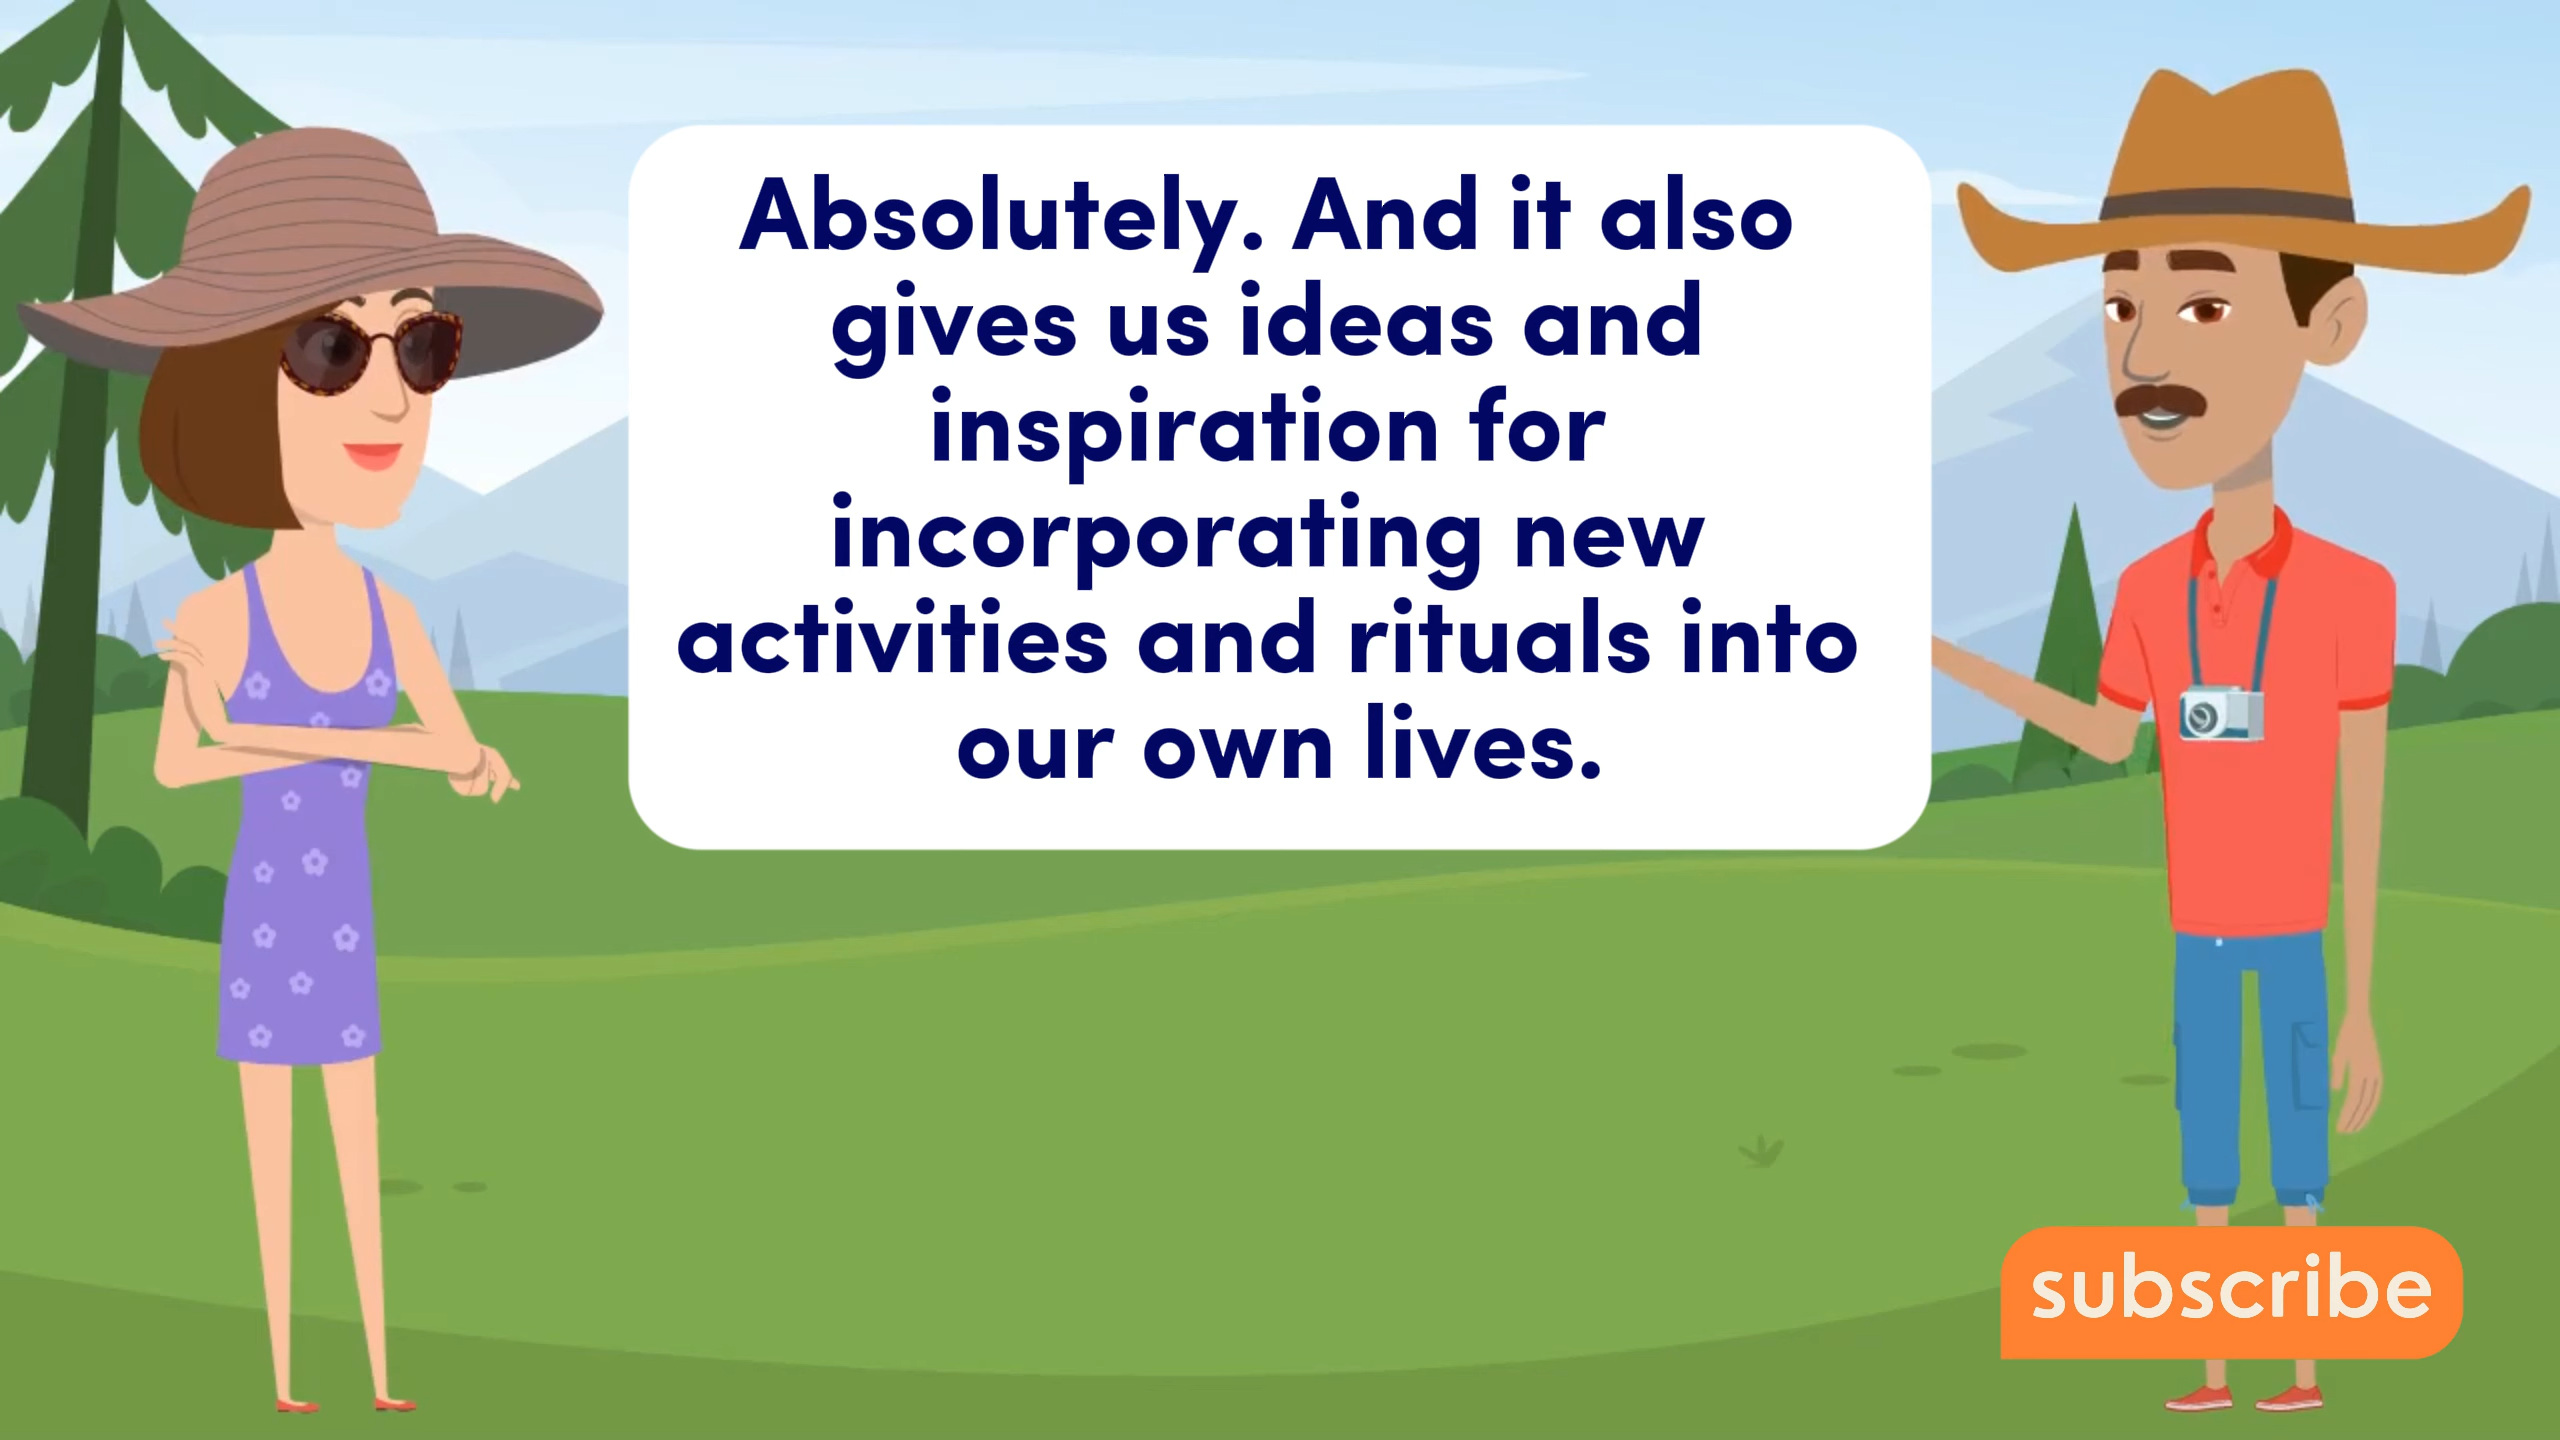 Absolutely. And it also
gives us ideas and
inspiration for
incorporating new
activities and rituals into
our own lives.
subscribe